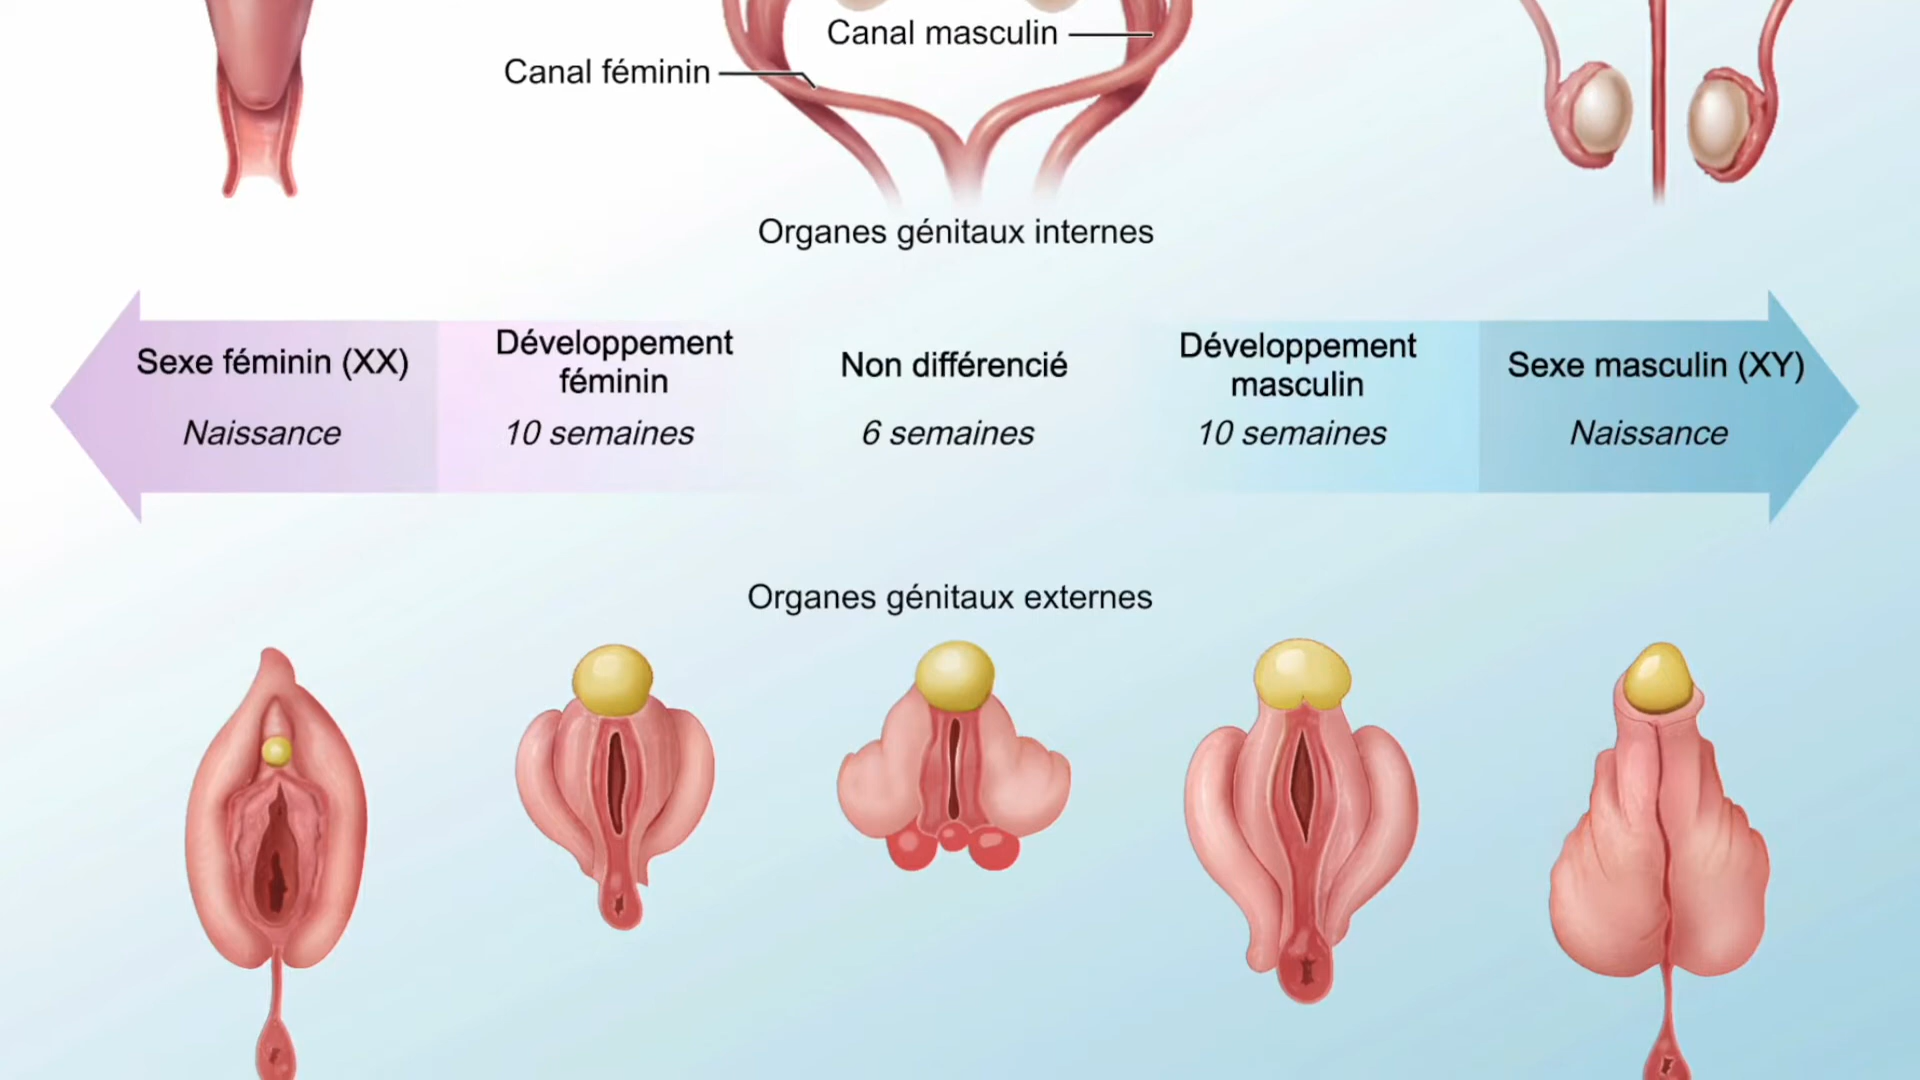 Canal masculin
Canal féminin
Organes génitaux internes
Sexe féminin (XX)
Naissance
Développement
féminin
10 semaines
Non différencié
6 semaines
Développement
masculin
10 semaines
Sexe masculin (XY)
Naissance
Organes génitaux externes